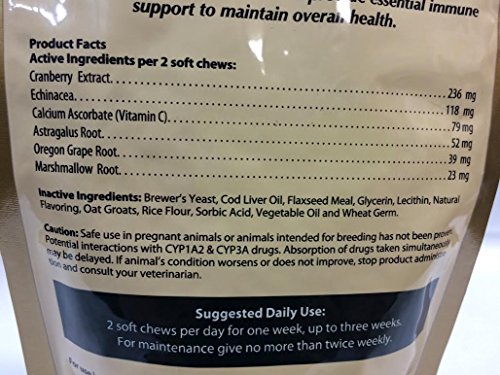 essential immune
support to maintain overall health.
Product Facts
Active Ingredients per 2 soft chews:
Cranberry Extract........................................................236 mg
Echinacea........................................................118 mg
Calcium Ascorbate (Vitamin C)........................................79 mg
Astragalus Root........................................................52 mg
Oregon Grape Root........................................................39 mg
Marshmallow Root........................................................23 mg
Inactive Ingredients: Brewer's Yeast, Cod Liver Oil, Flaxseed Meal, Glycerin, Lecithin, Natural
Flavoring, Oat Groats, Rice Flour, Sorbic Acid, Vegetable Oil and Wheat Germ.
Caution: Safe use in pregnant animals or animals intended for breeding has not been proven.
Potential interactions with CYP1A2 & CYP3A drugs. Absorption of drugs taken simultaneously
may be delayed. If animal's condition worsens or does not improve, stop product administra-
tion and consult your veterinarian.
Suggested Daily Use:
2 soft chews per day for one week, up to three weeks.
For maintenance give no more than twice weekly.
For use i